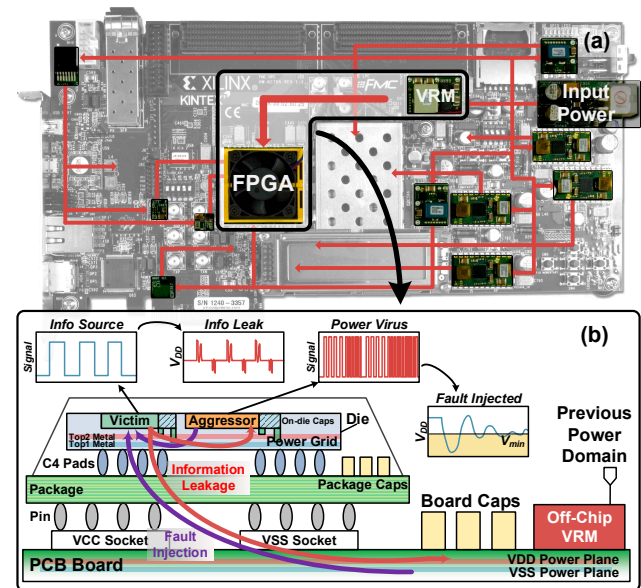 (a)
XILINX
KINTEX
FMC
VRM
Input
Power
FPGA
S/N 1240 - 3357
(b)
Info Source
Info Leak
Power Virus
Signal
VDD
Signal
Fault Injected
VDD
Vmin
Previous
Power
Domain
Victim
Aggressor
On-die Caps
Die
Top2 Metal
Top1 Metal
Power Grid
C4 Pads
Information
Leakage
Package Caps
Package
Board Caps
Off-Chip
VRM
Pin
VCC Socket
Fault
Injection
VSS Socket
VDD Power Plane
VSS Power Plane
PCB Board